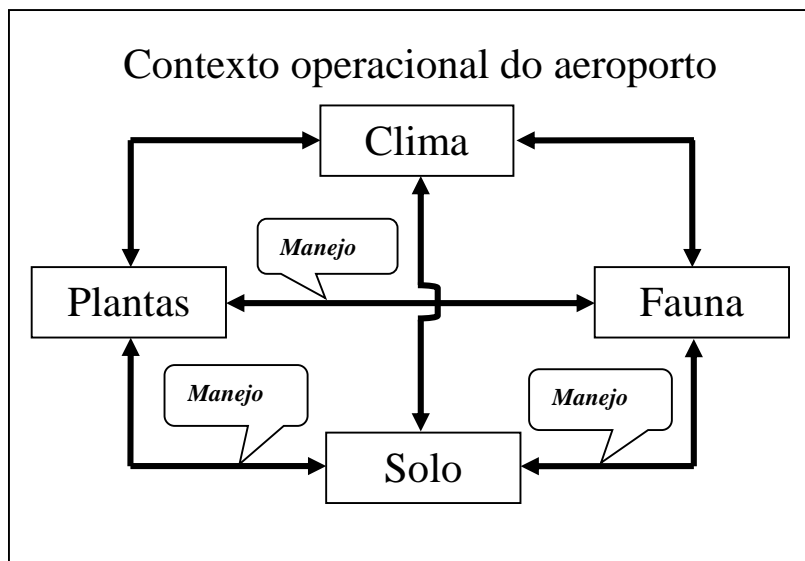 Contexto operacional do aeroporto
Clima
Manejo
Plantas
Fauna
Manejo
Manejo
Solo